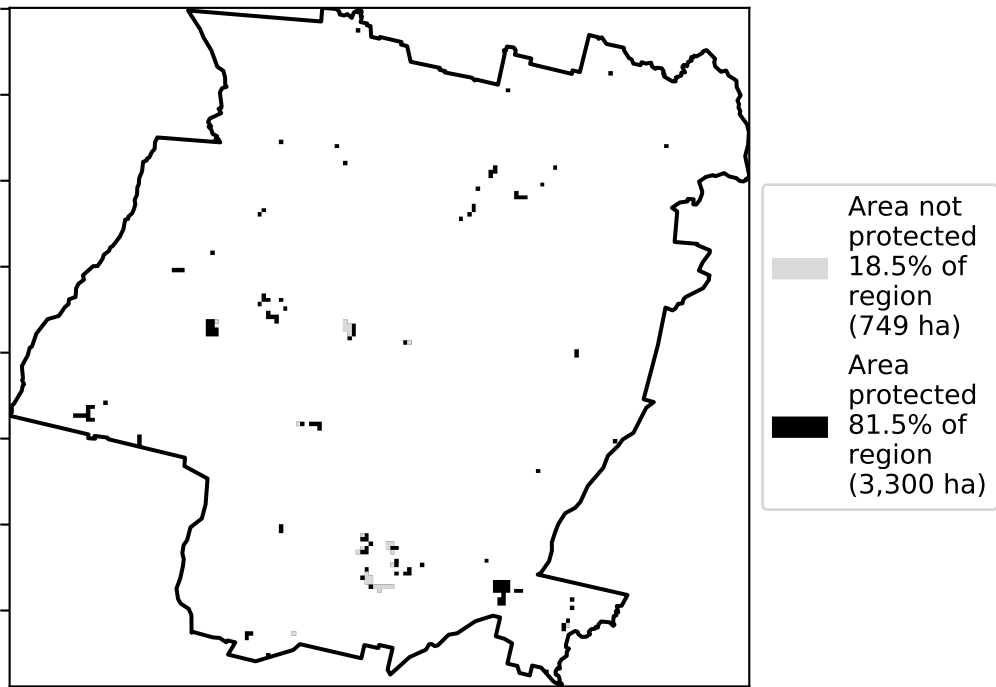 Area not
protected
18.5% of
region
(749 ha)
Area
protected
81.5% of
region
(3,300 ha)